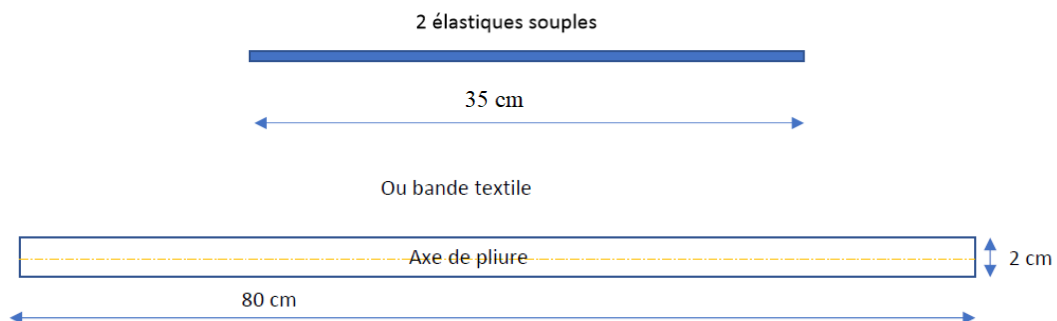 2 élastiques souples
35 cm
Ou bande textile
Axe de pliure
2 cm
80 cm